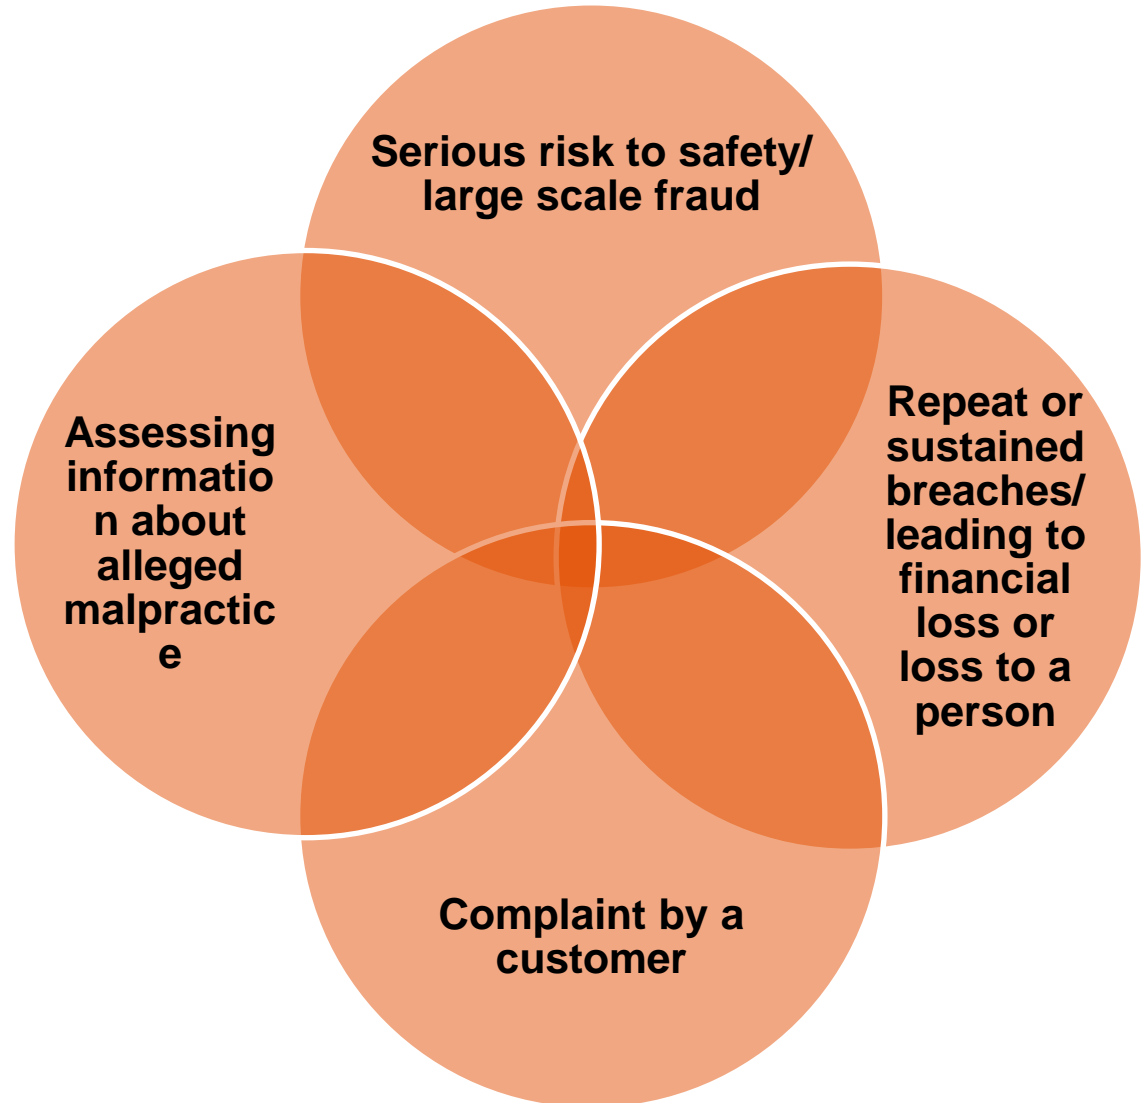 Serious risk to safety/
large scale fraud
Assessing
informatio
n about
alleged
malpractic
e
Repeat or
sustained
breaches/
leading to
financial
loss or
loss to a
person
Complaint by a
customer